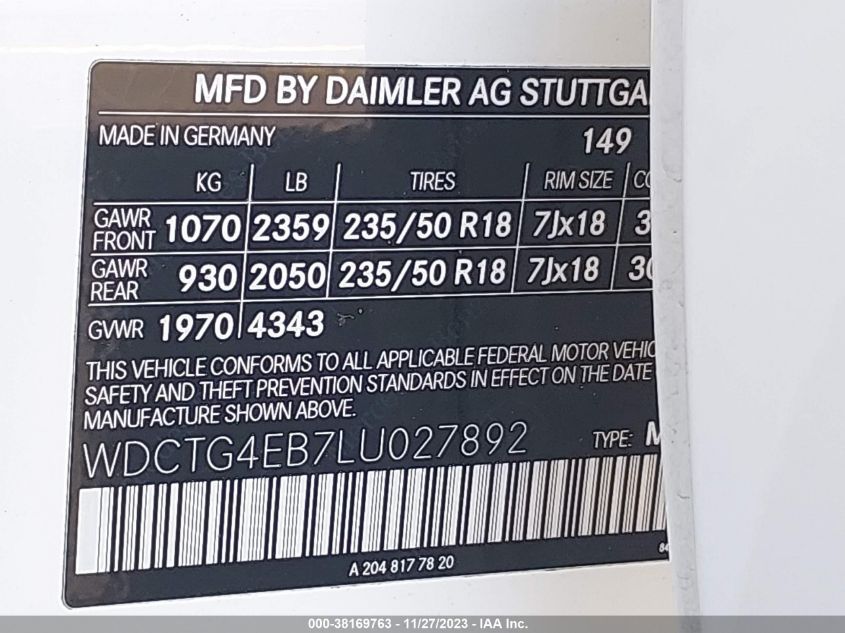 MFD BY DAIMLER AG STUTTGA
MADE IN GERMANY 149
KG LB TIRES RIM SIZE
GAWR FRONT 1070 2359 235/50 R18 7Jx18 3
GAWR REAR 930 2050 235/50 R18 7Jx18
GVWR 1970 4343
THIS VEHICLE CONFORMS TO ALL APPLICABLE FEDERAL MOTOR VEHIC
SAFETY AND THEFT PREVENTION STANDARDS IN EFFECT ON THE DATE
MANUFACTURE SHOWN ABOVE.
WDCTG4EB7LU027892 TYPE: M
A 204 817 78 20
000-38169763 - 11/27/2023 - IAA Inc.